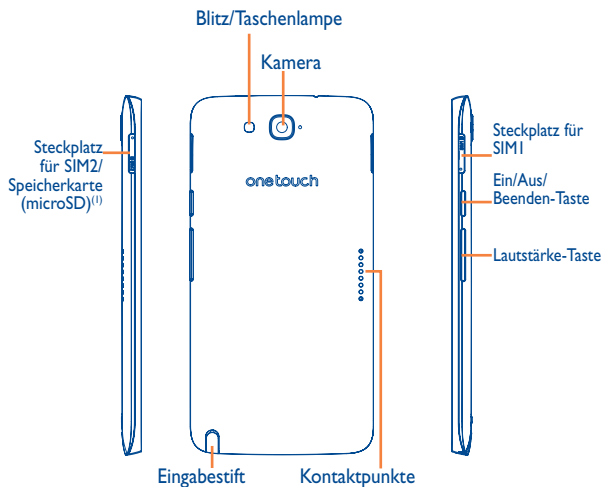 Blitz/Taschenlampe
Kamera
Steckplatz
für SIM2/
Speicherkarte
(microSD)(1)
onetouch
Steckplatz für
SIM1
Ein/Aus/
Beenden-Taste
Lautstärke-Taste
Eingabestift
Kontaktpunkte